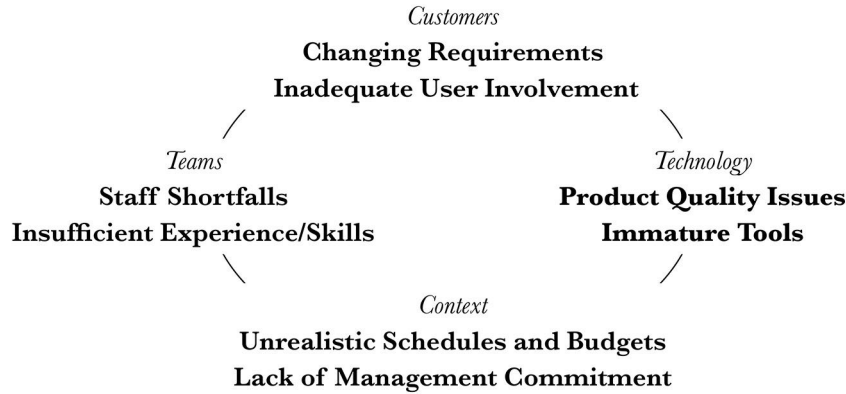 Customers
Changing Requirements
Inadequate User Involvement
Teams
Staff Shortfalls
Insufficient Experience/Skills
Technology
Product Quality Issues
Immature Tools
Context
Unrealistic Schedules and Budgets
Lack of Management Commitment